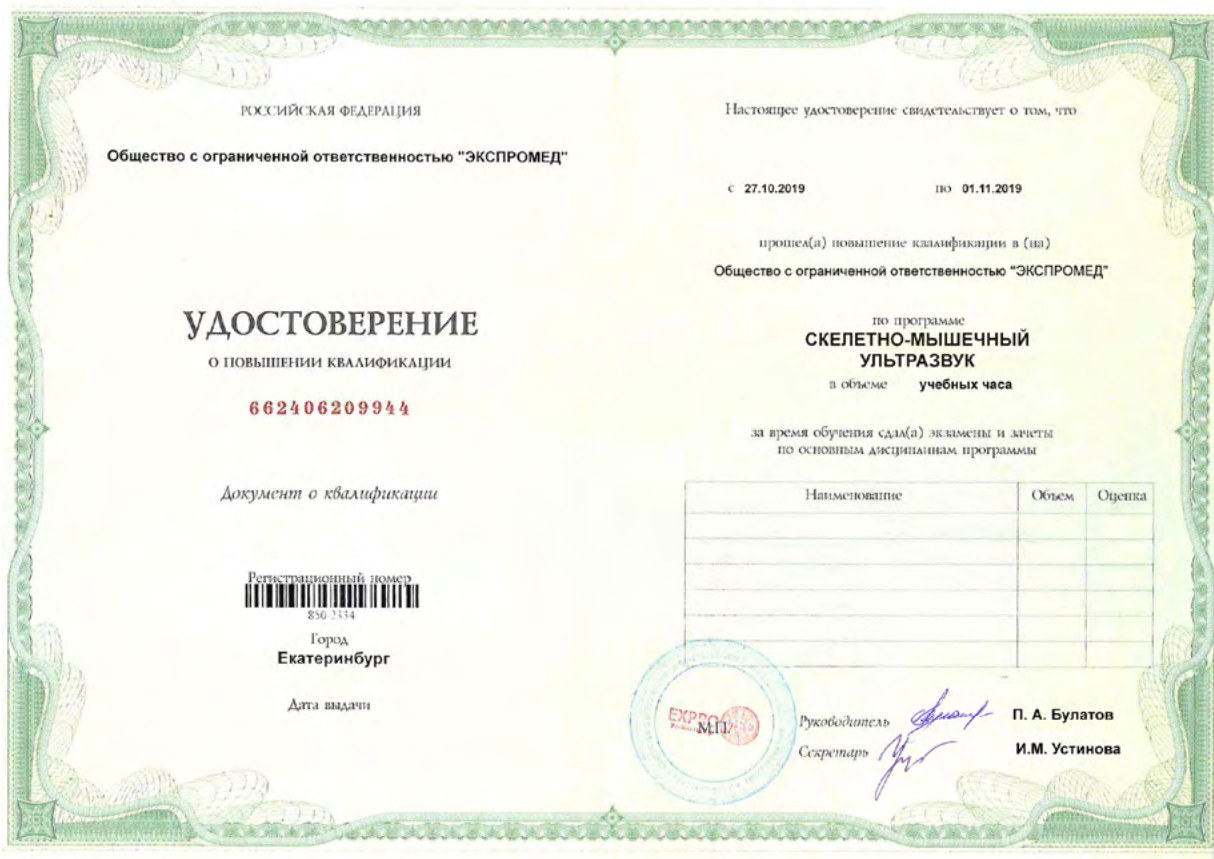 РОССИЙСКАЯ ФЕДЕРАЦИЯ
Общество с ограниченной ответственностью "ЭКСПРОМЕД"
УДОСТОВЕРЕНИЕ
О ПОВЫШЕНИИ КВАЛИФИКАЦИИ
662406209944
Документ о квалификации
Регистрационный номер
850-2334
Город
Екатеринбург
Дата выдачи
Настоящее удостоверение свидетельствует о том, что
с 27.10.2019 по 01.11.2019
прошел(а) повышение квалификации в (на)
Общество с ограниченной ответственностью "ЭКСПРОМЕД"
по программе
СКЕЛЕТНО-МЫШЕЧНЫЙ
УЛЬТРАЗВУК
в объеме учебных часа
за время обучения сдал(а) экзамены и зачеты
по основным дисциплинам программы
Наименование Объем Оценка
М.П.
Руководитель П. А. Булатов
Секретарь И.М. Устинова